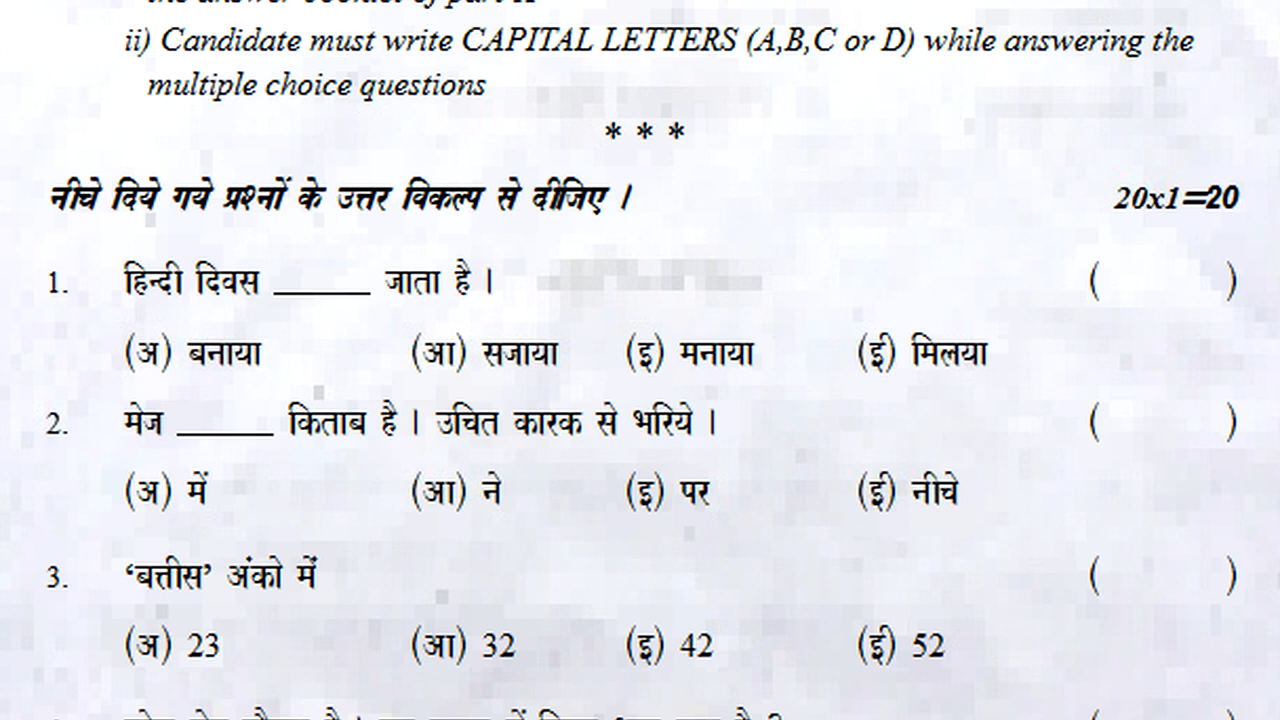 ii) Candidate must write CAPITAL LETTERS (A,B,C or D) while answering the
multiple choice questions
* * *
नीचे दिये गये प्रश्नों के उत्तर विकल्प से दीजिए । 20x1=20
1. हिन्दी दिवस ______ जाता है । ( )
(अ) बनाया (आ) सजाया (इ) मनाया (ई) मिलया
2. मेज ______ किताब है । उचित कारक से भरिये । ( )
(अ) में (आ) ने (इ) पर (ई) नीचे
3. ‘बत्तीस’ अंको में ( )
(अ) 23 (आ) 32 (इ) 42 (ई) 52